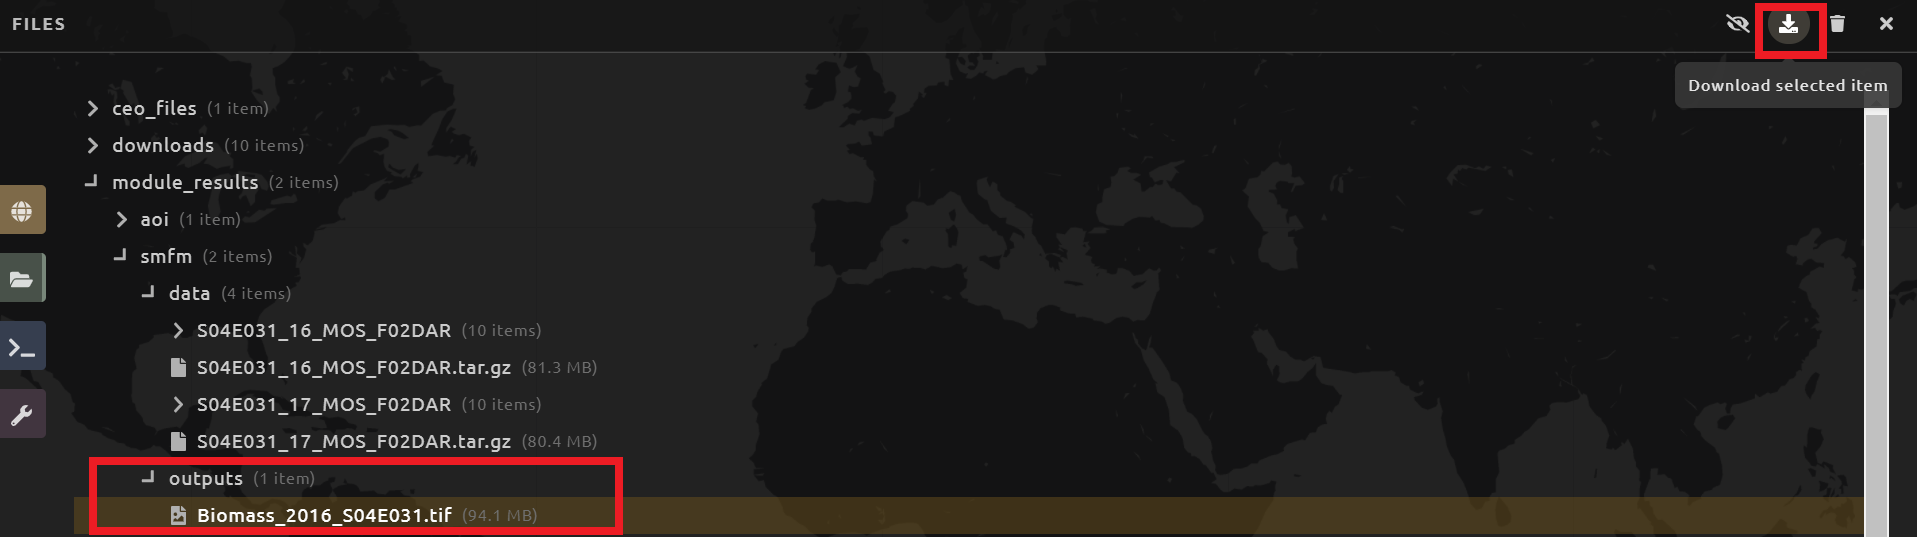 FILES
Download selected item
ceo_files (1 item)
downloads (10 items)
module_results (2 items)
aoi (1 item)
smfm (2 items)
data (4 items)
S04E031_16_MOS_F02DAR (10 items)
S04E031_16_MOS_F02DAR.tar.gz (81.3 MB)
S04E031_17_MOS_F02DAR (10 items)
S04E031_17_MOS_F02DAR.tar.gz (80.4 MB)
outputs (1 item)
Biomass_2016_S04E031.tif (94.1 MB)